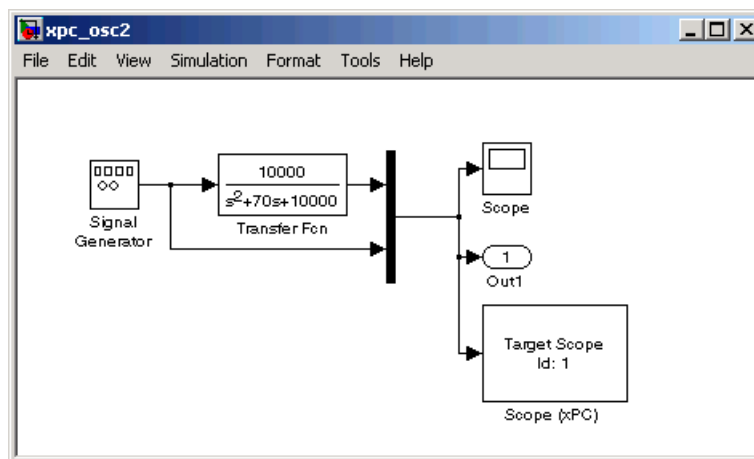 xpc_osc2
File Edit View Simulation Format Tools Help
10000
s²+70s+10000
Transfer Fcn
Signal
Generator
Scope
1
Out1
Target Scope
Id: 1
Scope (xPC)